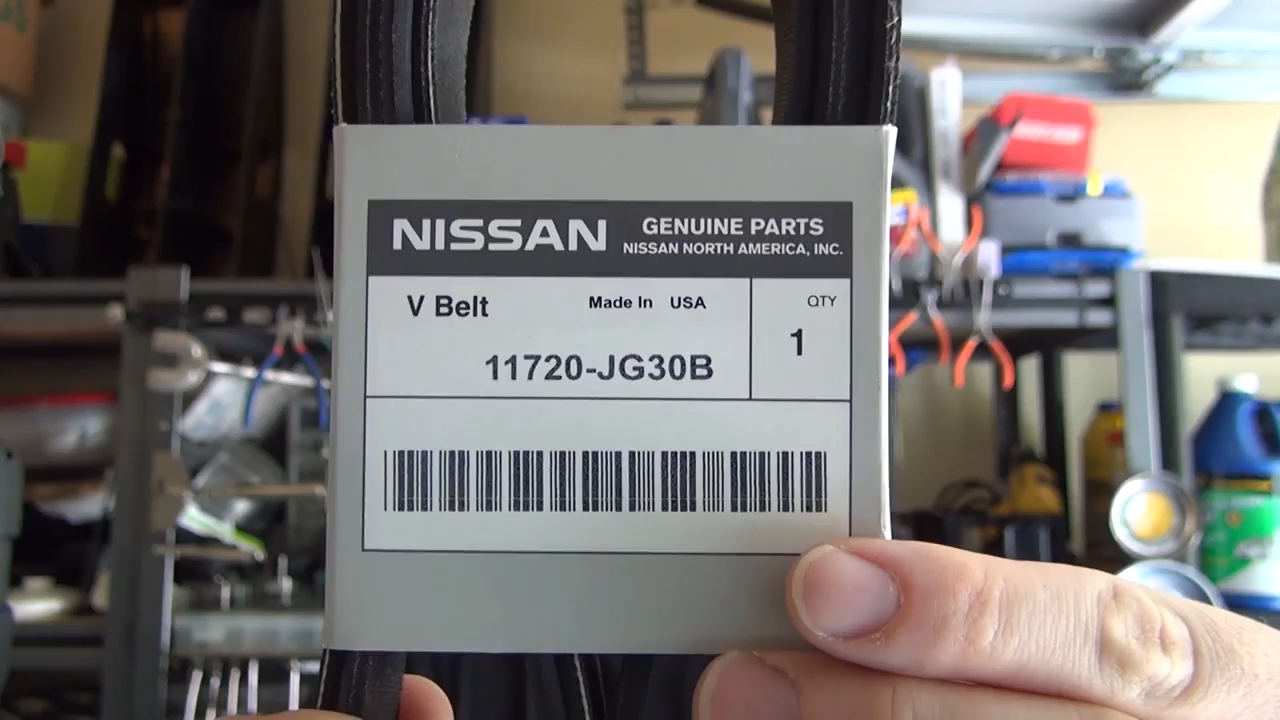 NISSAN
GENUINE PARTS
NISSAN NORTH AMERICA, INC.
V Belt
Made In USA
QTY
1
11720-JG30B